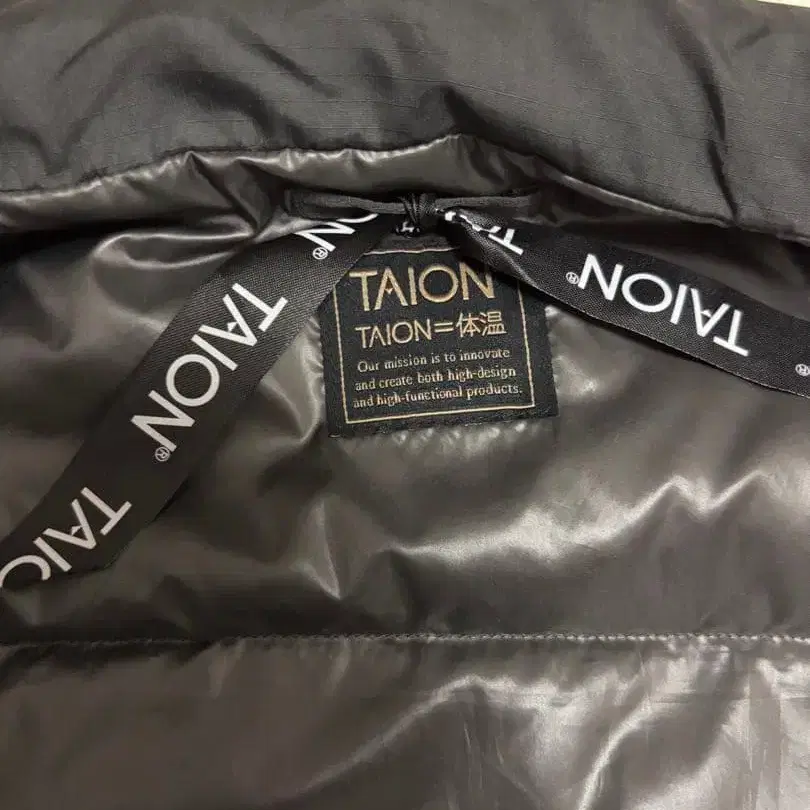 TAION
TAION=体温
Our mission is to innovate
and create both high-design
and high-functional products.
TAION®
TAION®
TAION®